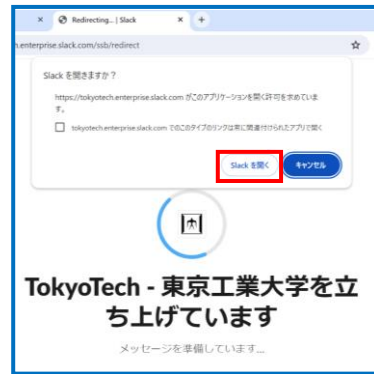 Redirecting... | Slack
h.enterprise.slack.com/ssb/redirect
Slack を開きますか？
https://tokyotech.enterprise.slack.com がこのアプリケーションを開く許可を求めていま
す。
tokyotech.enterprise.slack.com でこのタイプのリンクは常に関連付けられたアプリで開く
Slack を開く キャンセル
TokyoTech - 東京工業大学を立
ち上げています
メッセージを準備しています...